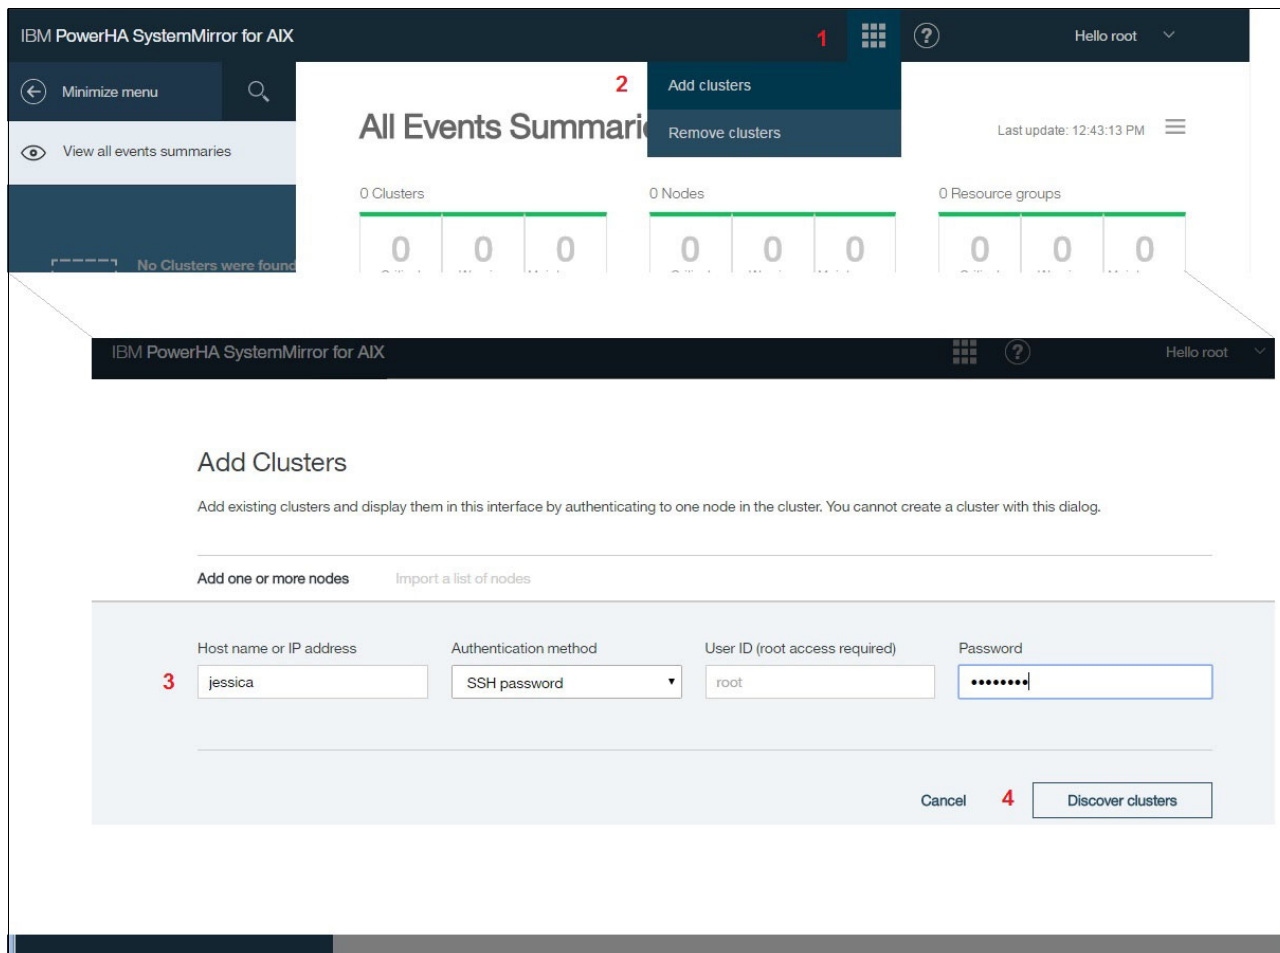 IBM PowerHA SystemMirror for AIX
1
?
Hello root
Minimize menu
2
Add clusters
Remove clusters
View all events summaries
All Events Summari
Last update: 12:43:13 PM
0 Clusters
0 Nodes
0 Resource groups
0 0 0
0 0 0
0 0 0
No Clusters were found
IBM PowerHA SystemMirror for AIX
?
Hello root
Add Clusters
Add existing clusters and display them in this interface by authenticating to one node in the cluster. You cannot create a cluster with this dialog.
Add one or more nodes
Import a list of nodes
Host name or IP address
Authentication method
User ID (root access required)
Password
3
jessica
SSH password
root
••••••••
Cancel
4
Discover clusters